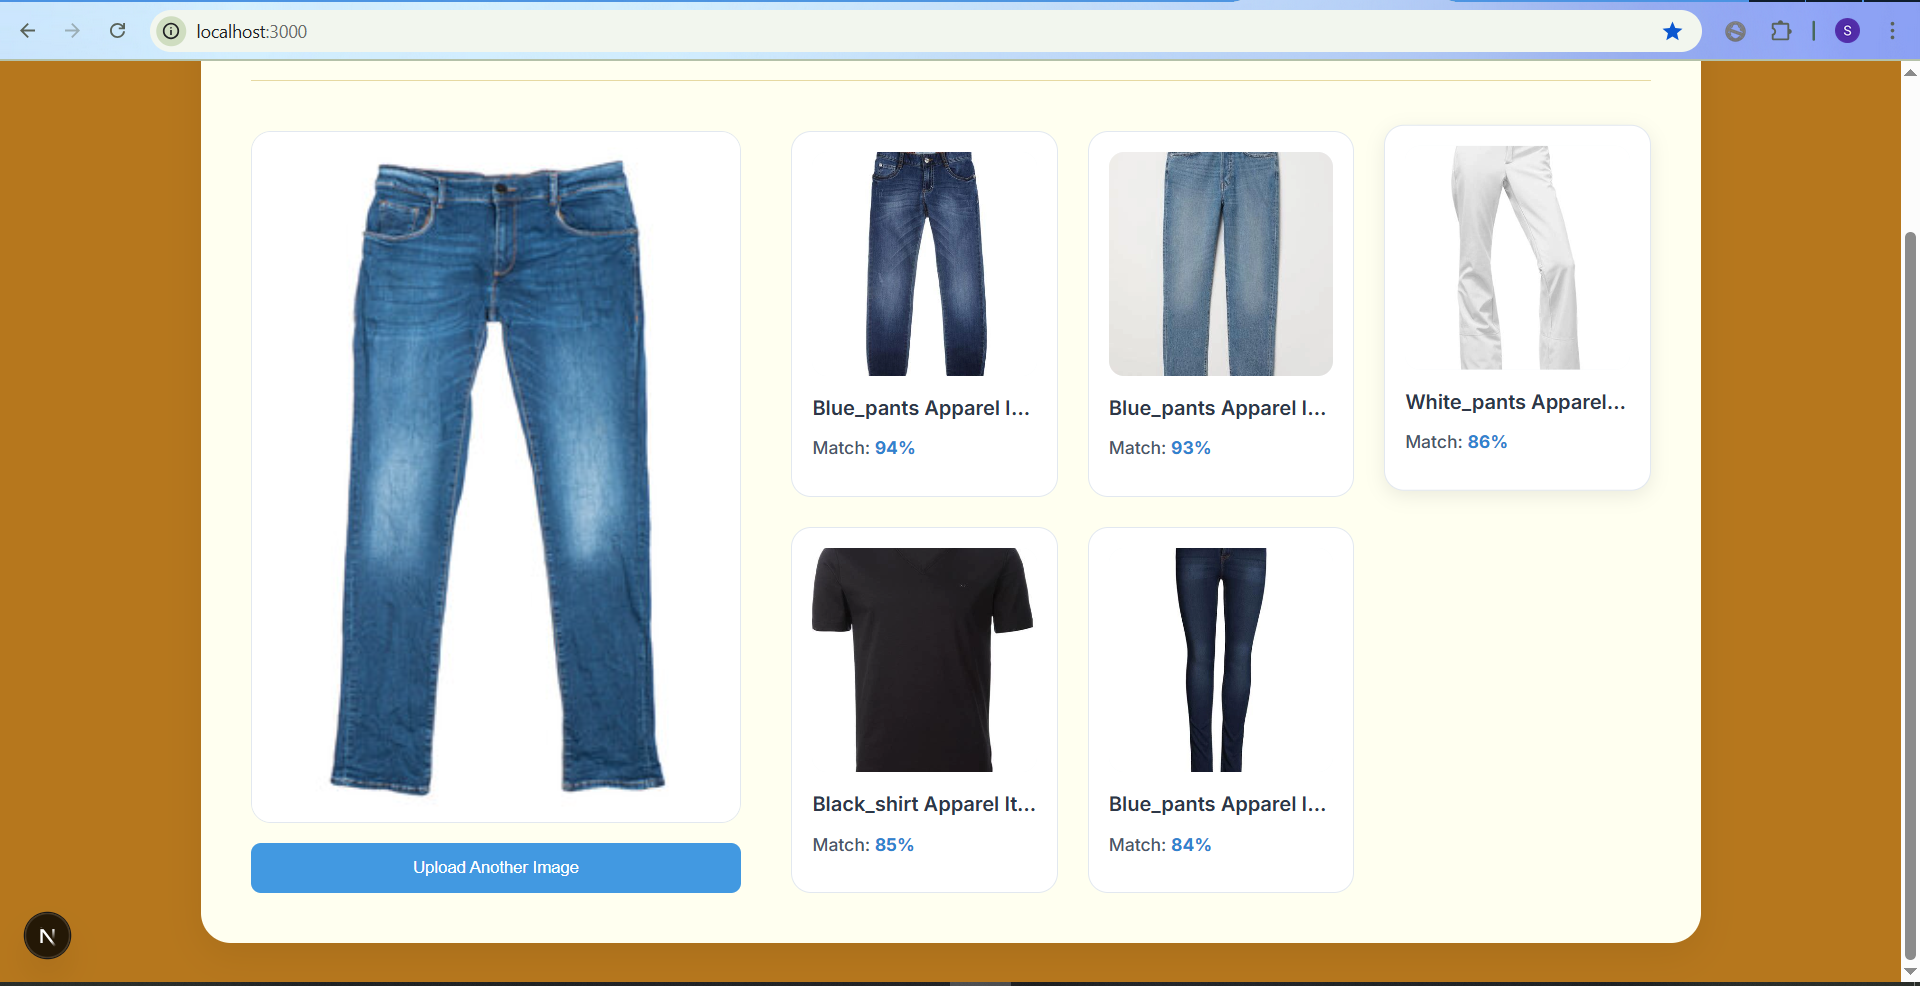 localhost:3000
S
Blue_pants Apparel I...
Match: 94%
Blue_pants Apparel I...
Match: 93%
White_pants Apparel...
Match: 86%
Black_shirt Apparel It...
Match: 85%
Blue_pants Apparel I...
Match: 84%
Upload Another Image
N